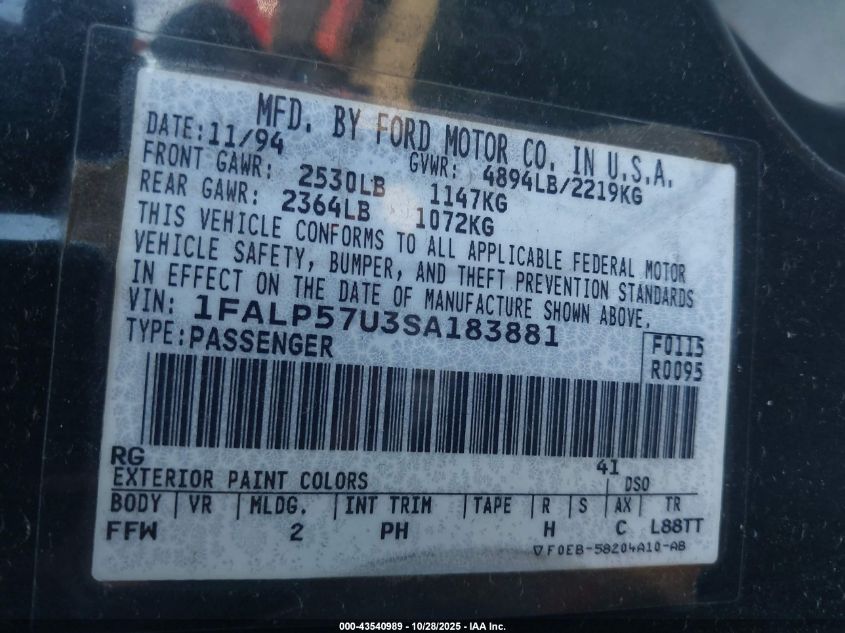 MFD. BY FORD MOTOR CO. IN U.S.A.
DATE: 11/94 GVWR: 4894LB/2219KG
FRONT GAWR: 2530LB 1147KG
REAR GAWR: 2364LB 1072KG
THIS VEHICLE CONFORMS TO ALL APPLICABLE FEDERAL MOTOR
VEHICLE SAFETY, BUMPER, AND THEFT PREVENTION STANDARDS
IN EFFECT ON THE DATE OF MANUFACTURE SHOWN ABOVE.
VIN: 1FALP57U3SA183881
TYPE: PASSENGER F0115
R0095
RG 41
EXTERIOR PAINT COLORS DSO
BODY VR MLDG. INT TRIM TAPE R S AX TR
FFW 2 PH H C L88TT
F0EB-58204A10-AB
000-43540989 - 10/28/2025 - IAA Inc.